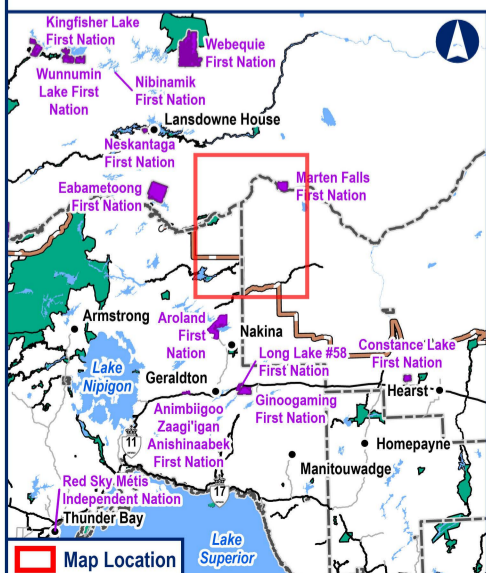 Kingfisher Lake
First Nation
Webequie
First Nation
Wunnumin
Lake First
Nation
Nibinamik
First Nation
Lansdowne House
Neskantaga
First Nation
Eabametoong
First Nation
Marten Falls
First Nation
Armstrong
Aroland
First
Nation
Nakina
Lake
Nipigon
Long Lake #58
First Nation
Constance Lake
First Nation
Geraldton
Hearst
Ginoogaming
First Nation
Animbiigoo
Zaagi'igan
Anishinaabek
First Nation
11
Homepayne
Manitouwadge
Red Sky Métis
Independent Nation
17
Thunder Bay
Lake
Superior
Map Location